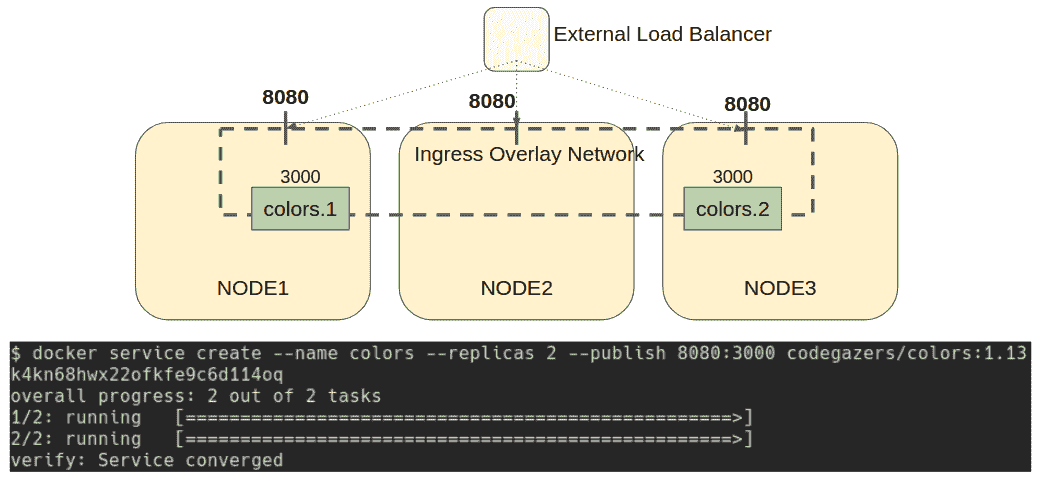 External Load Balancer
8080
8080
8080
Ingress Overlay Network
3000
3000
colors.1
colors.2
NODE1
NODE2
NODE3
$ docker service create --name colors --replicas 2 --publish 8080:3000 codegazers/colors:1.13
k4kn68hwx22ofkfe9c6d114oq
overall progress: 2 out of 2 tasks
1/2: running   [==================================================>]
2/2: running   [==================================================>]
verify: Service converged